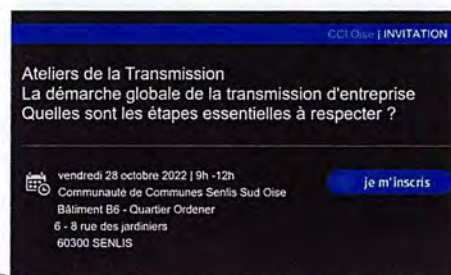 CCI Oise | INVITATION
Ateliers de la Transmission
La démarche globale de la transmission d'entreprise
Quelles sont les étapes essentielles à respecter ?
vendredi 28 octobre 2022 | 9h -12h
Communauté de Communes Senlis Sud Oise
Bâtiment B6 - Quartier Ordener
6 - 8 rue des jardiniers
60300 SENLIS
je m'inscris